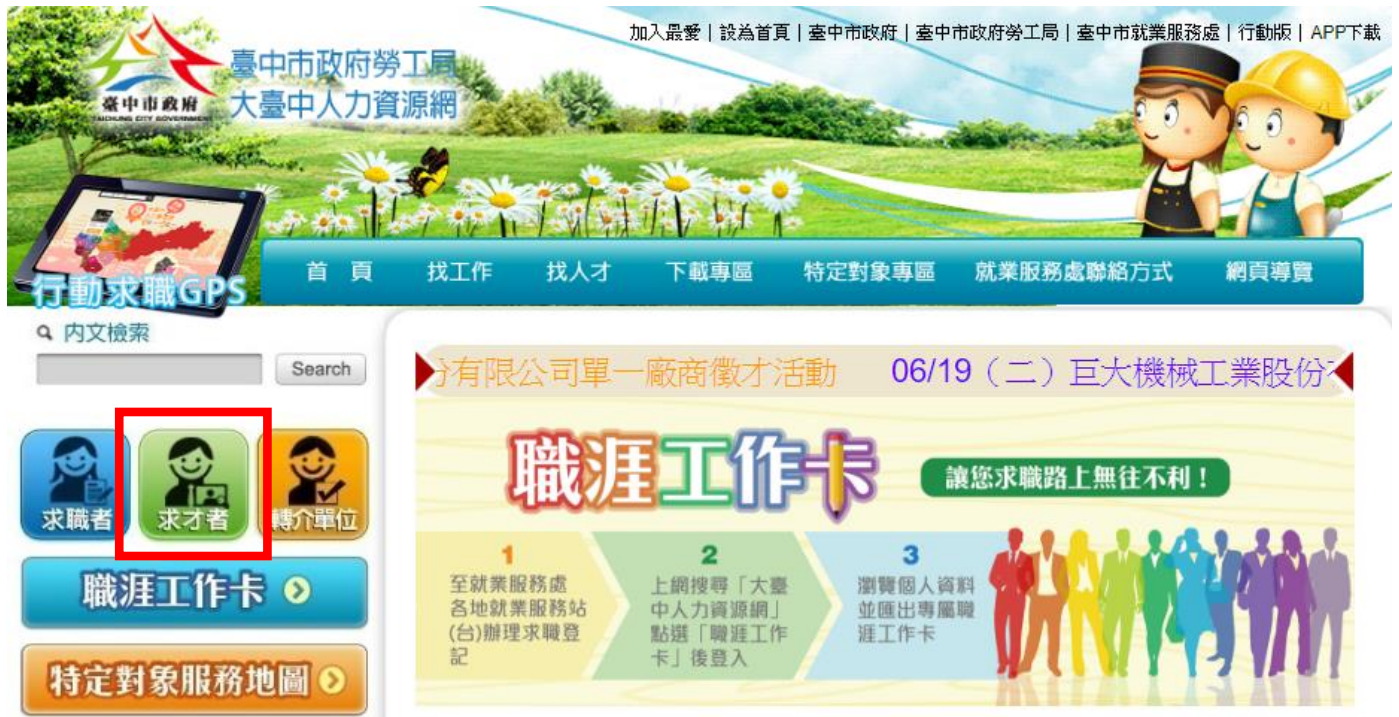 加入最愛 | 設為首頁 | 臺中市政府 | 臺中市政府勞工局 | 臺中市就業服務處 | 行動版 | APP下載
臺中市政府勞工局
大臺中人力資源網
臺中市政府
TAICHUNG CITY GOVERNMENT
行動求職GPS
首 頁 找工作 找人才 下載專區 特定對象專區 就業服務處聯絡方式 網頁導覽
內文檢索
Search
份有限公司單一廠商徵才活動 06/19（二）巨大機械工業股份有
求職者 求才者 轉介單位
職涯工作卡
特定對象服務地圖
職涯工作卡
讓您求職路上無往不利！
1
至就業服務處
各地就業服務站
(台)辦理求職登
記
2
上網搜尋「大臺
中人力資源網」
點選「職涯工作
卡」後登入
3
瀏覽個人資料
並匯出專屬職
涯工作卡